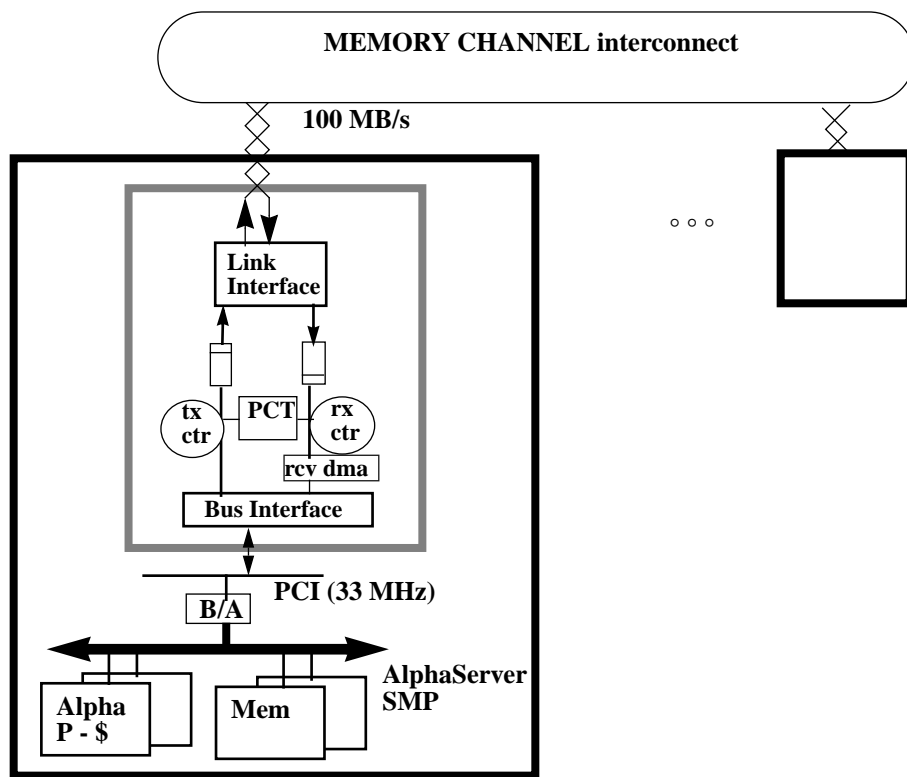 MEMORY CHANNEL interconnect
100 MB/s
Link
Interface
tx
ctr
PCT
rx
ctr
rcv dma
Bus Interface
PCI (33 MHz)
B/A
AlphaServer
SMP
Alpha
P - $
Mem